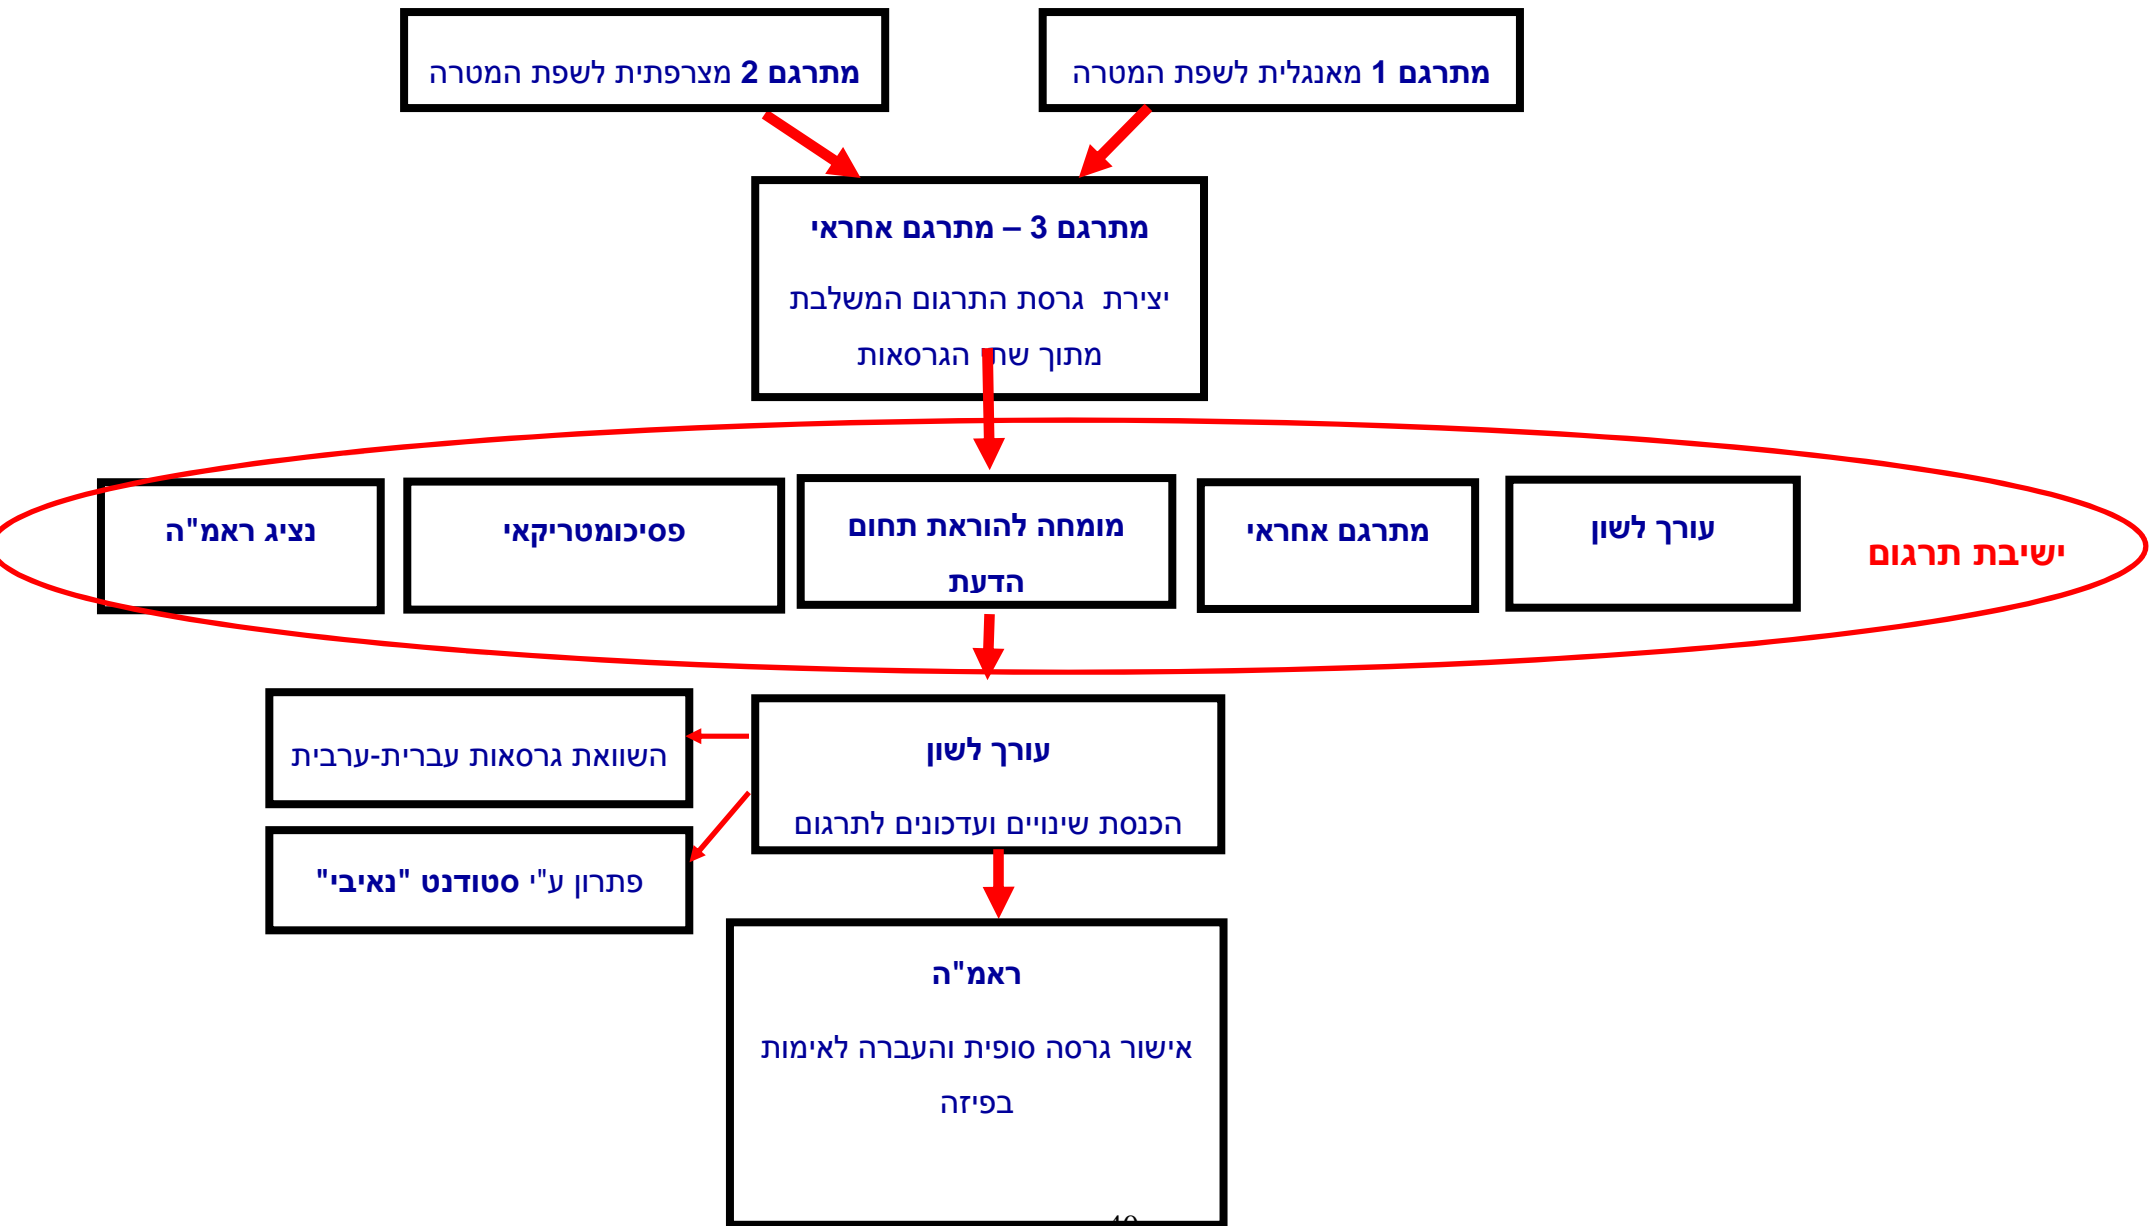 מתרגם 1 מאנגלית לשפת המטרה
מתרגם 2 מצרפתית לשפת המטרה
מתרגם 3 – מתרגם אחראי
יצירת גרסת התרגום המשלבת
מתוך שתי הגרסאות
ישיבת תרגום
עורך לשון
מתרגם אחראי
מומחה להוראת תחום
הדעת
פסיכומטריקאי
נציג ראמ"ה
עורך לשון
הכנסת שינויים ועדכונים לתרגום
השוואת גרסאות עברית-ערבית
פתרון ע"י סטודנט "נאיבי"
ראמ"ה
אישור גרסה סופית והעברה לאימות
בפיזה